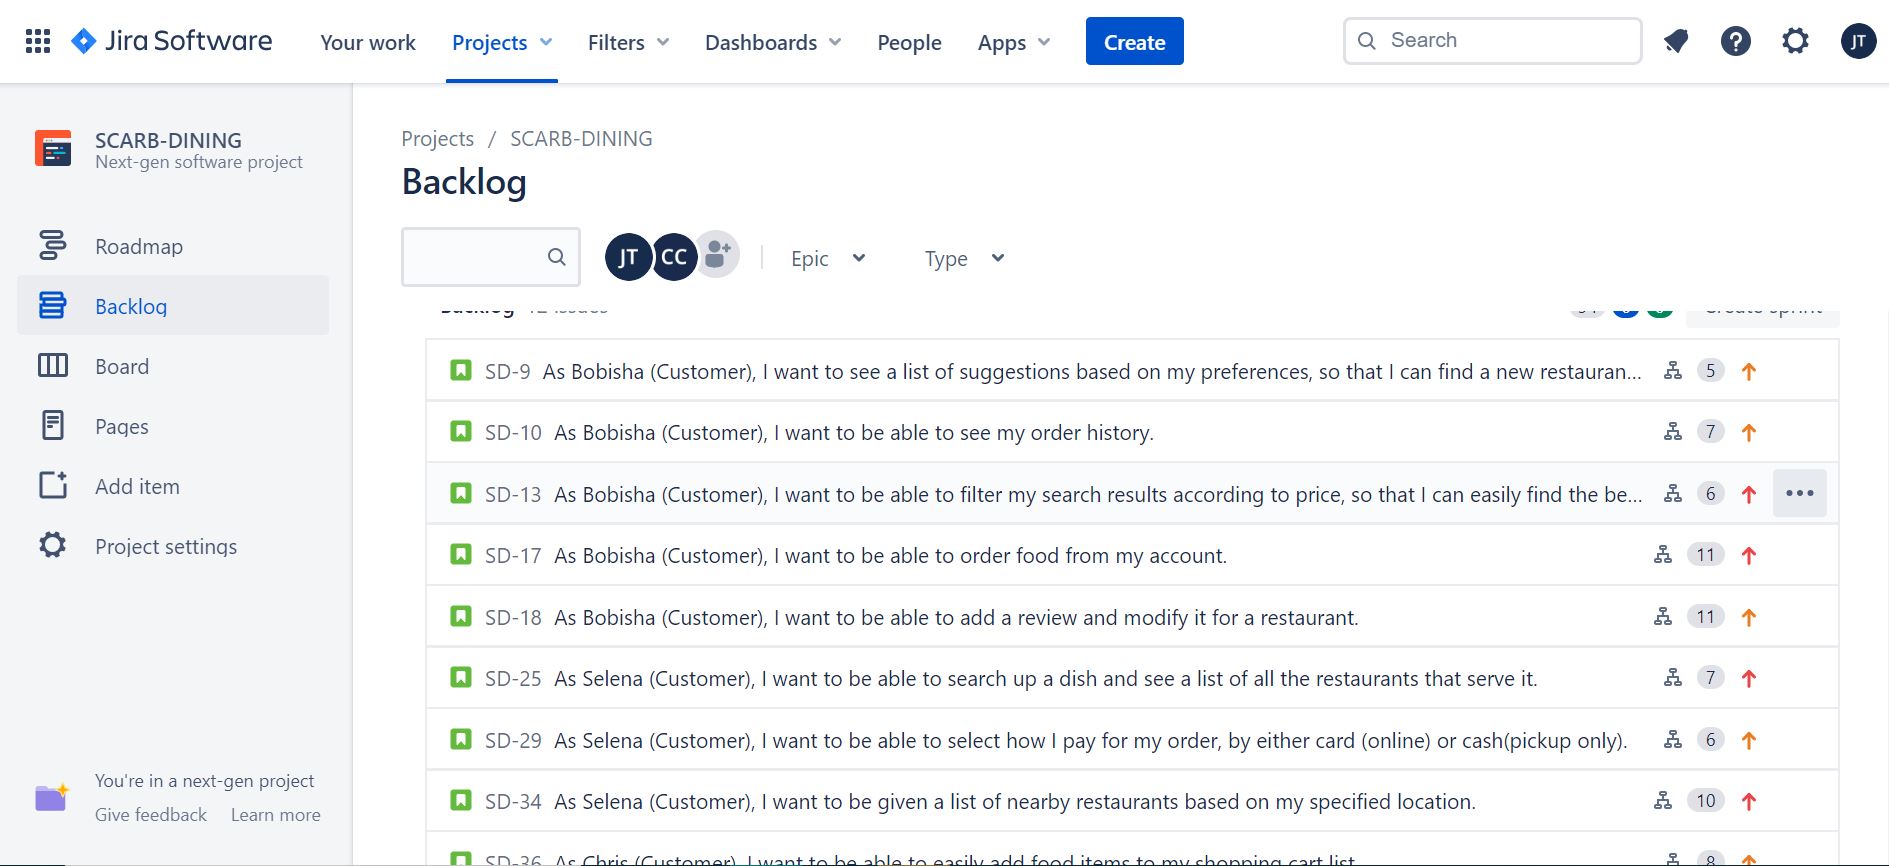 Jira Software
Your work Projects Filters Dashboards People Apps Create Search JT
SCARB-DINING
Next-gen software project
Roadmap
Backlog
Board
Pages
Add item
Project settings
You're in a next-gen project
Give feedback Learn more
Projects / SCARB-DINING
Backlog
JT CC Epic Type
Backlog 12 issues Create sprint
SD-9 As Bobisha (Customer), I want to see a list of suggestions based on my preferences, so that I can find a new restauran... 5
SD-10 As Bobisha (Customer), I want to be able to see my order history. 7
SD-13 As Bobisha (Customer), I want to be able to filter my search results according to price, so that I can easily find the be... 6
SD-17 As Bobisha (Customer), I want to be able to order food from my account. 11
SD-18 As Bobisha (Customer), I want to be able to add a review and modify it for a restaurant. 11
SD-25 As Selena (Customer), I want to be able to search up a dish and see a list of all the restaurants that serve it. 7
SD-29 As Selena (Customer), I want to be able to select how I pay for my order, by either card (online) or cash(pickup only). 6
SD-34 As Selena (Customer), I want to be given a list of nearby restaurants based on my specified location. 10
SD-36 As Chris (Customer), I want to be able to easily add food items to my shopping cart list. 8